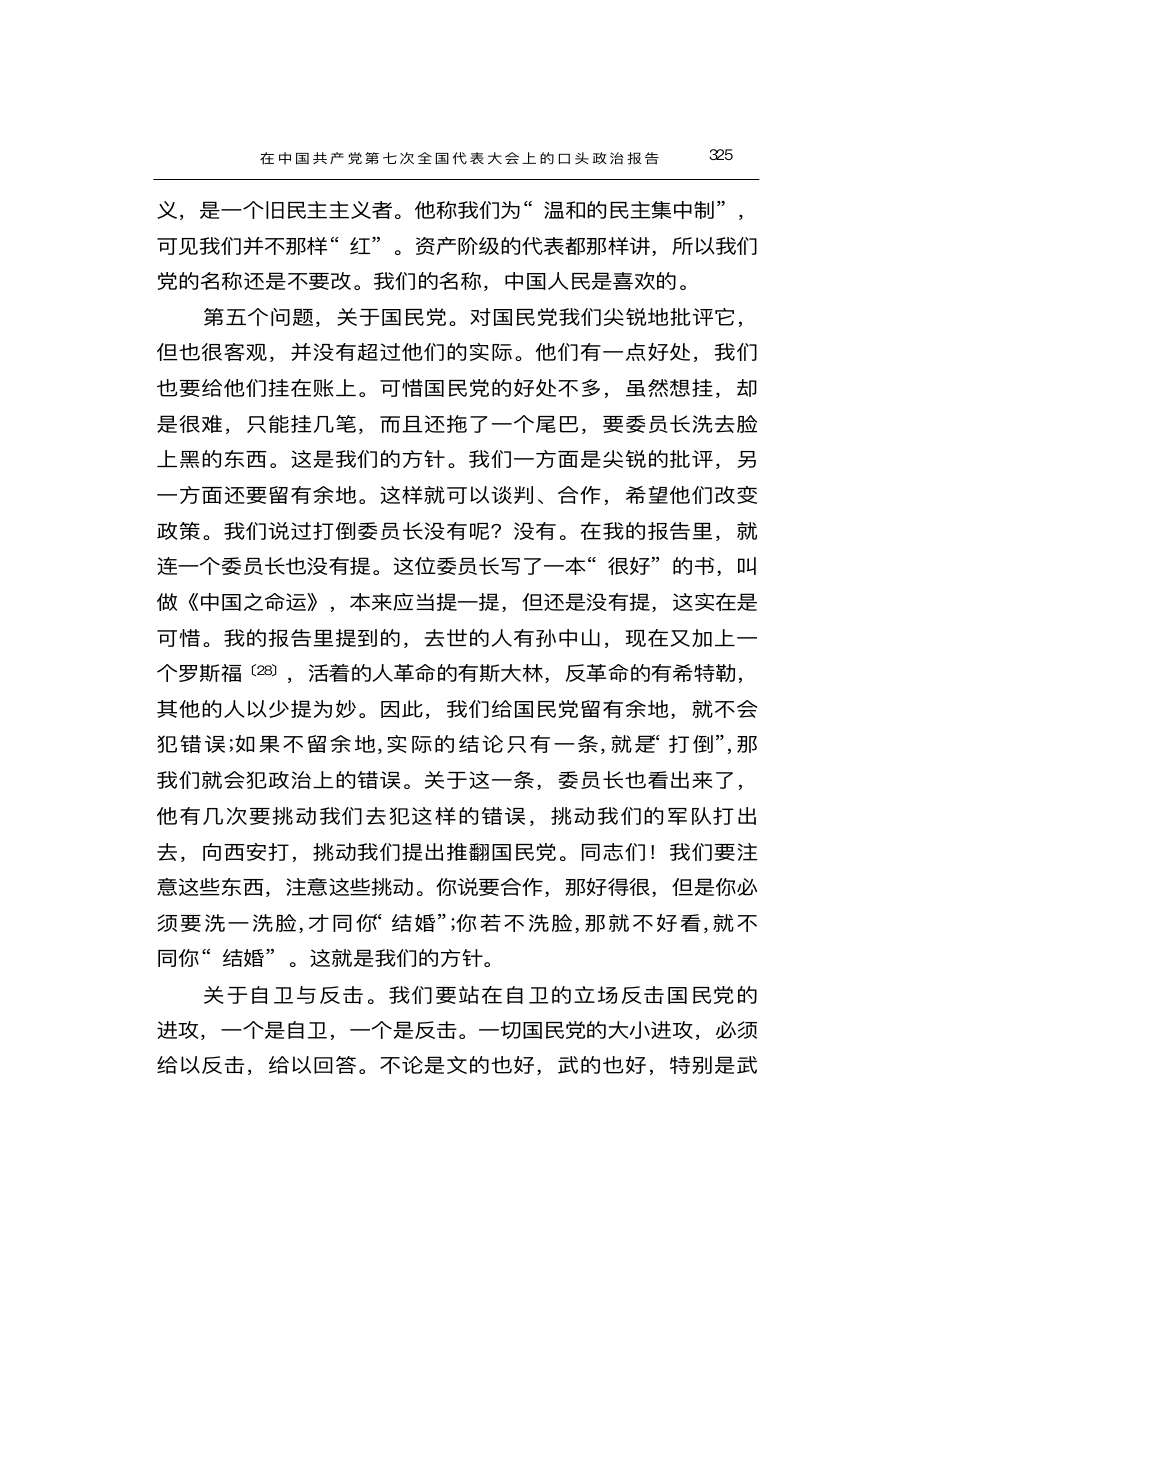 在中国共产党第七次全国代表大会上的口头政治报告 325
义，是一个旧民主主义者。他称我们为“温和的民主集中制”，
可见我们并不那样“红”。资产阶级的代表都那样讲，所以我们
党的名称还是不要改。我们的名称，中国人民是喜欢的。
第五个问题，关于国民党。对国民党我们尖锐地批评它，
但也很客观，并没有超过他们的实际。他们有一点好处，我们
也要给他们挂在账上。可惜国民党的好处不多，虽然想挂，却
是很难，只能挂几笔，而且还拖了一个尾巴，要委员长洗去脸
上黑的东西。这是我们的方针。我们一方面是尖锐的批评，另
一方面还要留有余地。这样就可以谈判、合作，希望他们改变
政策。我们说过打倒委员长没有呢？没有。在我的报告里，就
连一个委员长也没有提。这位委员长写了一本“很好”的书，叫
做《中国之命运》，本来应当提一提，但还是没有提，这实在是
可惜。我的报告里提到的，去世的人有孙中山，现在又加上一
个罗斯福〔28〕，活着的人革命的有斯大林，反革命的有希特勒，
其他的人以少提为妙。因此，我们给国民党留有余地，就不会
犯错误;如果不留余地,实际的结论只有一条,就是“打倒”,那
我们就会犯政治上的错误。关于这一条，委员长也看出来了，
他有几次要挑动我们去犯这样的错误，挑动我们的军队打出
去，向西安打，挑动我们提出推翻国民党。同志们！我们要注
意这些东西，注意这些挑动。你说要合作，那好得很，但是你必
须要洗一洗脸,才同你“结婚”;你若不洗脸,那就不好看,就不
同你“结婚”。这就是我们的方针。
关于自卫与反击。我们要站在自卫的立场反击国民党的
进攻，一个是自卫，一个是反击。一切国民党的大小进攻，必须
给以反击，给以回答。不论是文的也好，武的也好，特别是武